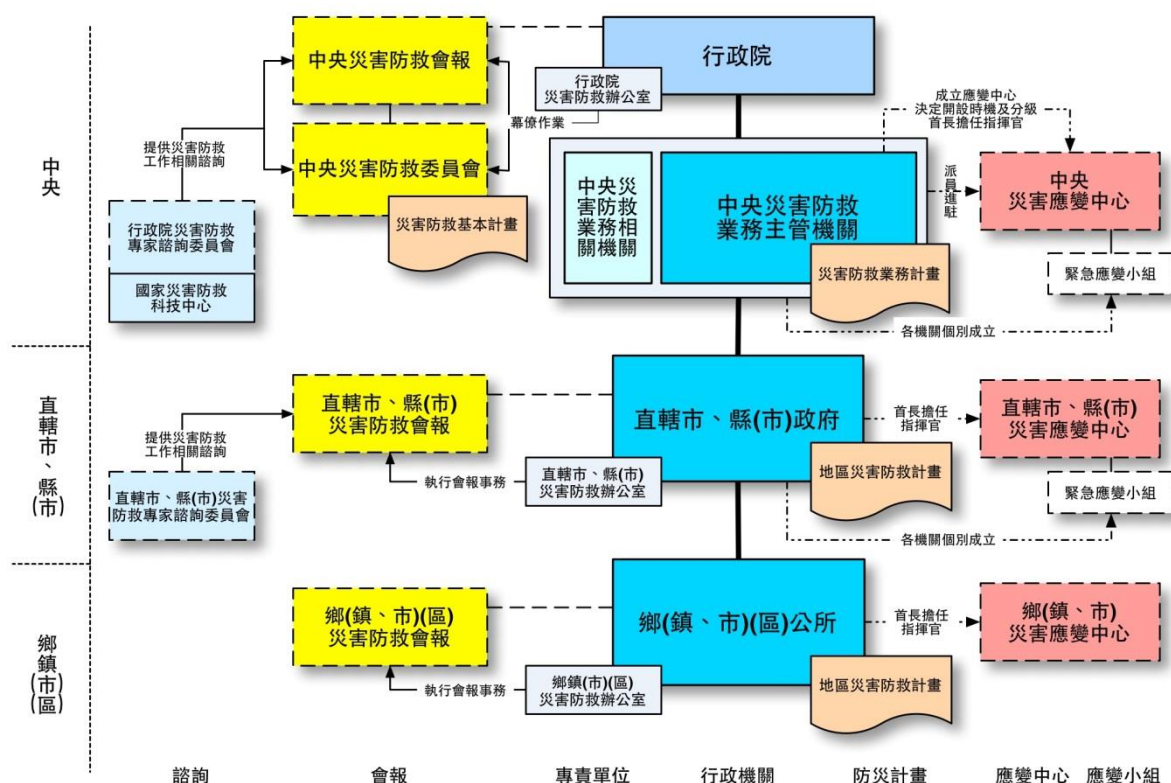 中央
提供災害防救
工作相關諮詢
行政院災害防救
專家諮詢委員會
國家災害防救
科技中心
中央災害防救會報
中央災害防救委員會
災害防救基本計畫
行政院
行政院
災害防救辦公室
幕僚作業
中央災
害防救
業務相
關機關
中央災害防救
業務主管機關
災害防救業務計畫
成立應變中心
決定開設時機及分級
首長擔任指揮官
派員進駐
中央
災害應變中心
緊急應變小組
各機關個別成立
直轄市、縣(市)
提供災害防救
工作相關諮詢
直轄市、縣(市)災害
防救專家諮詢委員會
直轄市、縣(市)
災害防救會報
執行會報事務
直轄市、縣(市)
災害防救辦公室
直轄市、縣(市)政府
地區災害防救計畫
首長擔任
指揮官
直轄市、縣(市)
災害應變中心
緊急應變小組
各機關個別成立
鄉鎮(市)(區)
鄉(鎮、市)(區)
災害防救會報
執行會報事務
鄉鎮(市)(區)
災害防救辦公室
鄉(鎮、市)(區)公所
地區災害防救計畫
首長擔任
指揮官
鄉(鎮、市)
災害應變中心
諮詢 會報 專責單位 行政機關 防災計畫 應變中心 應變小組